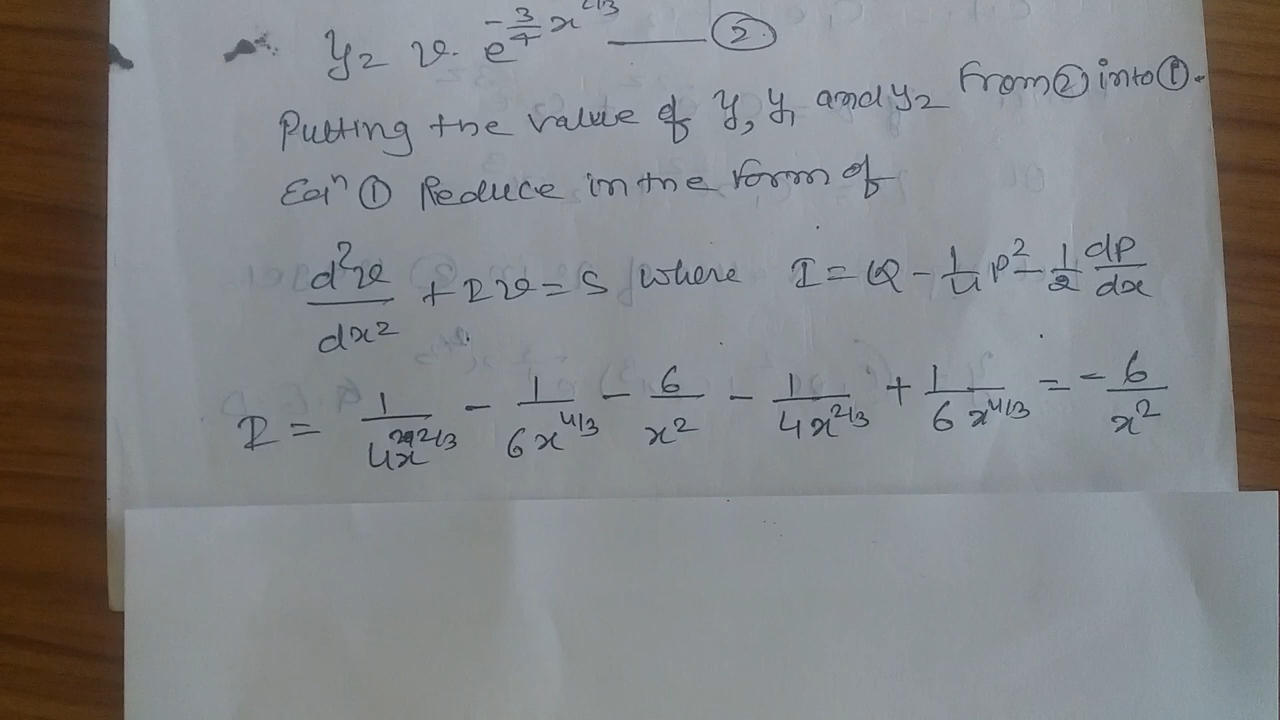 y₂ v. e^{-3/4 x^{2/3}} —— ②
Putting the value of y, y₁ and y₂ from ② into ①.
Eqⁿ ① Reduce in the form of
d²v/dx² + Iv = S where I = Q - 1/4 P² - 1/2 dP/dx
I = 1/4x^{2/3} - 1/6x^{4/3} - 6/x² - 1/4x^{2/3} + 1/6x^{4/3} = -6/x²